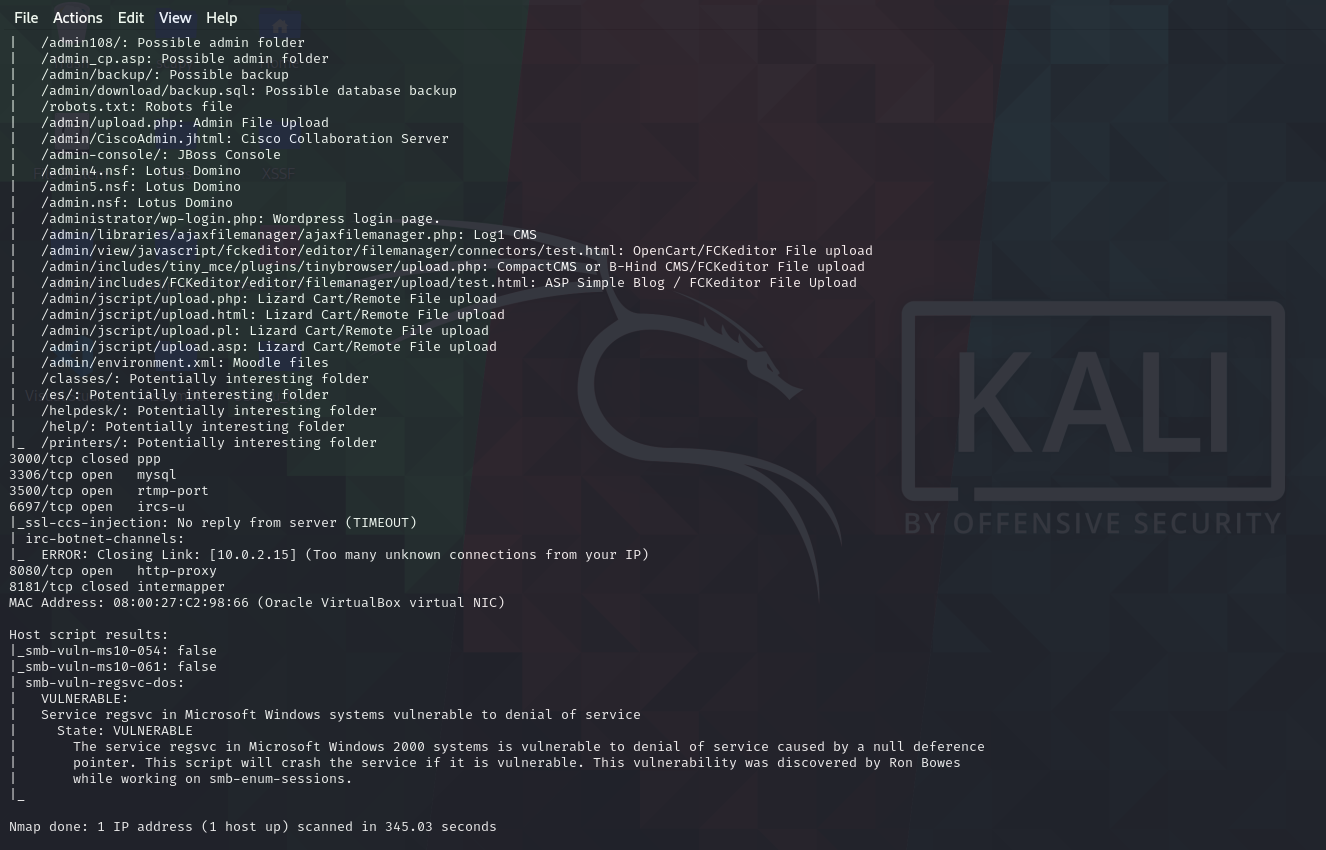 File Actions Edit View Help
|   /admin108/: Possible admin folder
|   /admin_cp.asp: Possible admin folder
|   /admin/backup/: Possible backup
|   /admin/download/backup.sql: Possible database backup
|   /robots.txt: Robots file
|   /admin/upload.php: Admin File Upload
|   /admin/CiscoAdmin.jhtml: Cisco Collaboration Server
|   /admin-console/: JBoss Console
|   /admin4.nsf: Lotus Domino
|   /admin5.nsf: Lotus Domino
|   /admin.nsf: Lotus Domino
|   /administrator/wp-login.php: Wordpress login page.
|   /admin/libraries/ajaxfilemanager/ajaxfilemanager.php: Log1 CMS
|   /admin/view/javascript/fckeditor/editor/filemanager/connectors/test.html: OpenCart/FCKeditor File upload
|   /admin/includes/tiny_mce/plugins/tinybrowser/upload.php: CompactCMS or B-Hind CMS/FCKeditor File upload
|   /admin/includes/FCKeditor/editor/filemanager/upload/test.html: ASP Simple Blog / FCKeditor File Upload
|   /admin/jscript/upload.php: Lizard Cart/Remote File upload
|   /admin/jscript/upload.html: Lizard Cart/Remote File upload
|   /admin/jscript/upload.pl: Lizard Cart/Remote File upload
|   /admin/jscript/upload.asp: Lizard Cart/Remote File upload
|   /admin/environment.xml: Moodle files
|   /classes/: Potentially interesting folder
|   /es/: Potentially interesting folder
|   /helpdesk/: Potentially interesting folder
|   /help/: Potentially interesting folder
|_  /printers/: Potentially interesting folder
3000/tcp closed ppp
3306/tcp open   mysql
3500/tcp open   rtmp-port
6697/tcp open   ircs-u
|_ssl-ccs-injection: No reply from server (TIMEOUT)
| irc-botnet-channels:
|_  ERROR: Closing Link: [10.0.2.15] (Too many unknown connections from your IP)
8080/tcp open   http-proxy
8181/tcp closed intermapper
MAC Address: 08:00:27:C2:98:66 (Oracle VirtualBox virtual NIC)
Host script results:
|_smb-vuln-ms10-054: false
|_smb-vuln-ms10-061: false
| smb-vuln-regsvc-dos:
|   VULNERABLE:
|   Service regsvc in Microsoft Windows systems vulnerable to denial of service
|     State: VULNERABLE
|       The service regsvc in Microsoft Windows 2000 systems is vulnerable to denial of service caused by a null deference
|       pointer. This script will crash the service if it is vulnerable. This vulnerability was discovered by Ron Bowes
|       while working on smb-enum-sessions.
|_
Nmap done: 1 IP address (1 host up) scanned in 345.03 seconds
XSSF
KALI
BY OFFENSIVE SECURITY